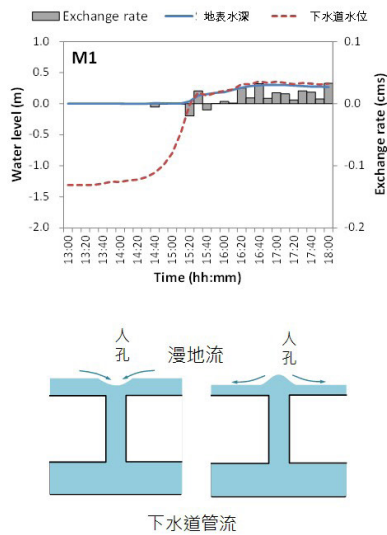 Exchange rate 地表水深 下水道水位
M1
Water level (m)
1.0
0.5
0.0
-0.5
-1.0
-1.5
-2.0
Exchange rate (cms)
0.1
0.0
-0.1
-0.2
13:00 13:20 13:40 14:00 14:20 14:40 15:00 15:20 15:40 16:00 16:20 16:40 17:00 17:20 17:40 18:00
Time (hh:mm)
人孔 漫地流 人孔
下水道管流